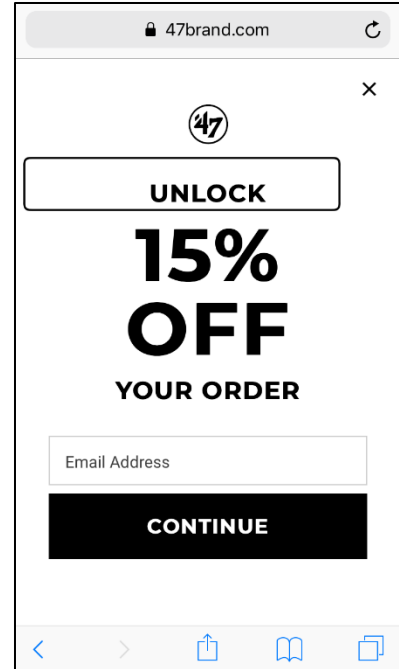 47brand.com
47
UNLOCK
15%
OFF
YOUR ORDER
Email Address
CONTINUE